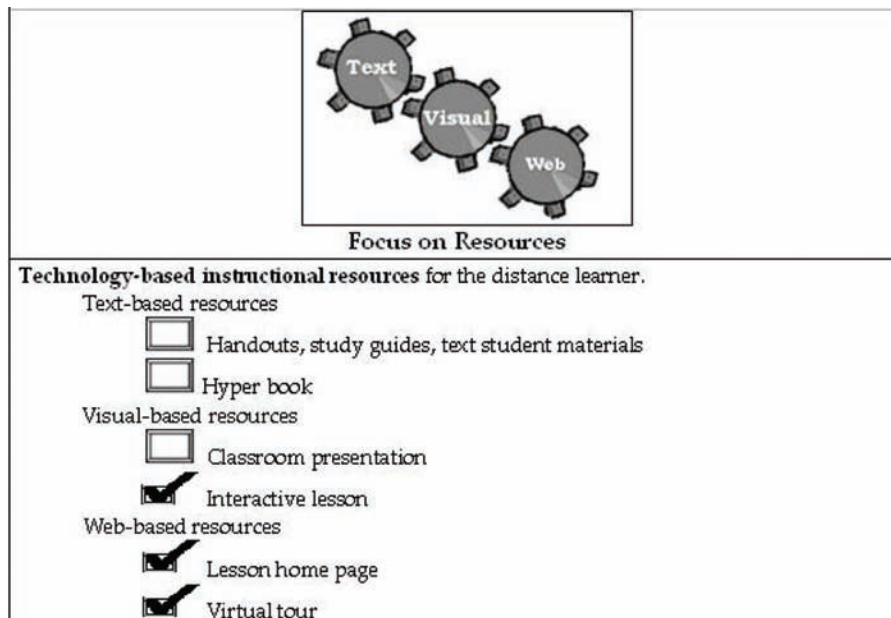 Text
Visual
Web
Focus on Resources
Technology-based instructional resources for the distance learner.
Text-based resources
Handouts, study guides, text student materials
Hyper book
Visual-based resources
Classroom presentation
Interactive lesson
Web-based resources
Lesson home page
Virtual tour